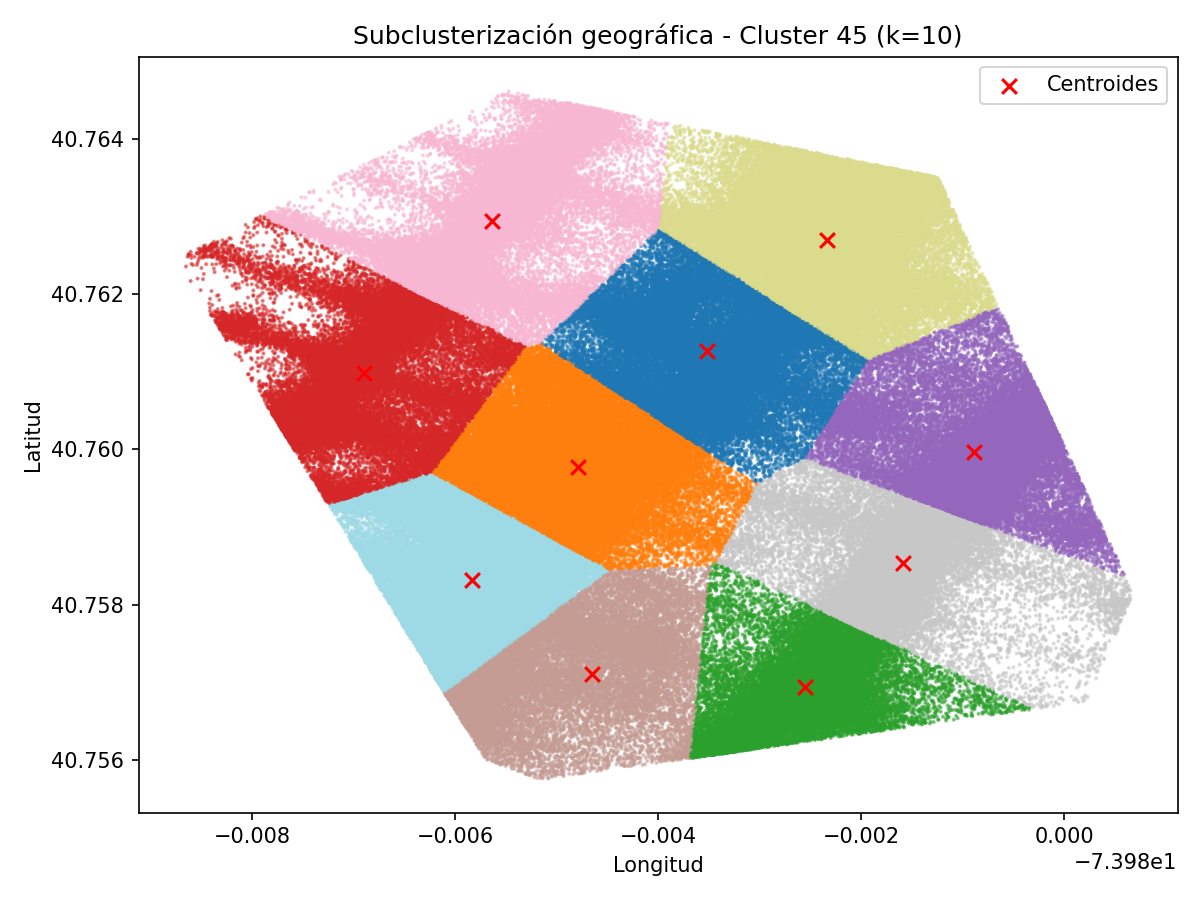 Subclusterización geográfica - Cluster 45 (k=10)
Centroides
40.764
40.762
40.760
40.758
40.756
Latitud
−0.008 −0.006 −0.004 −0.002 0.000
−7.398e1
Longitud